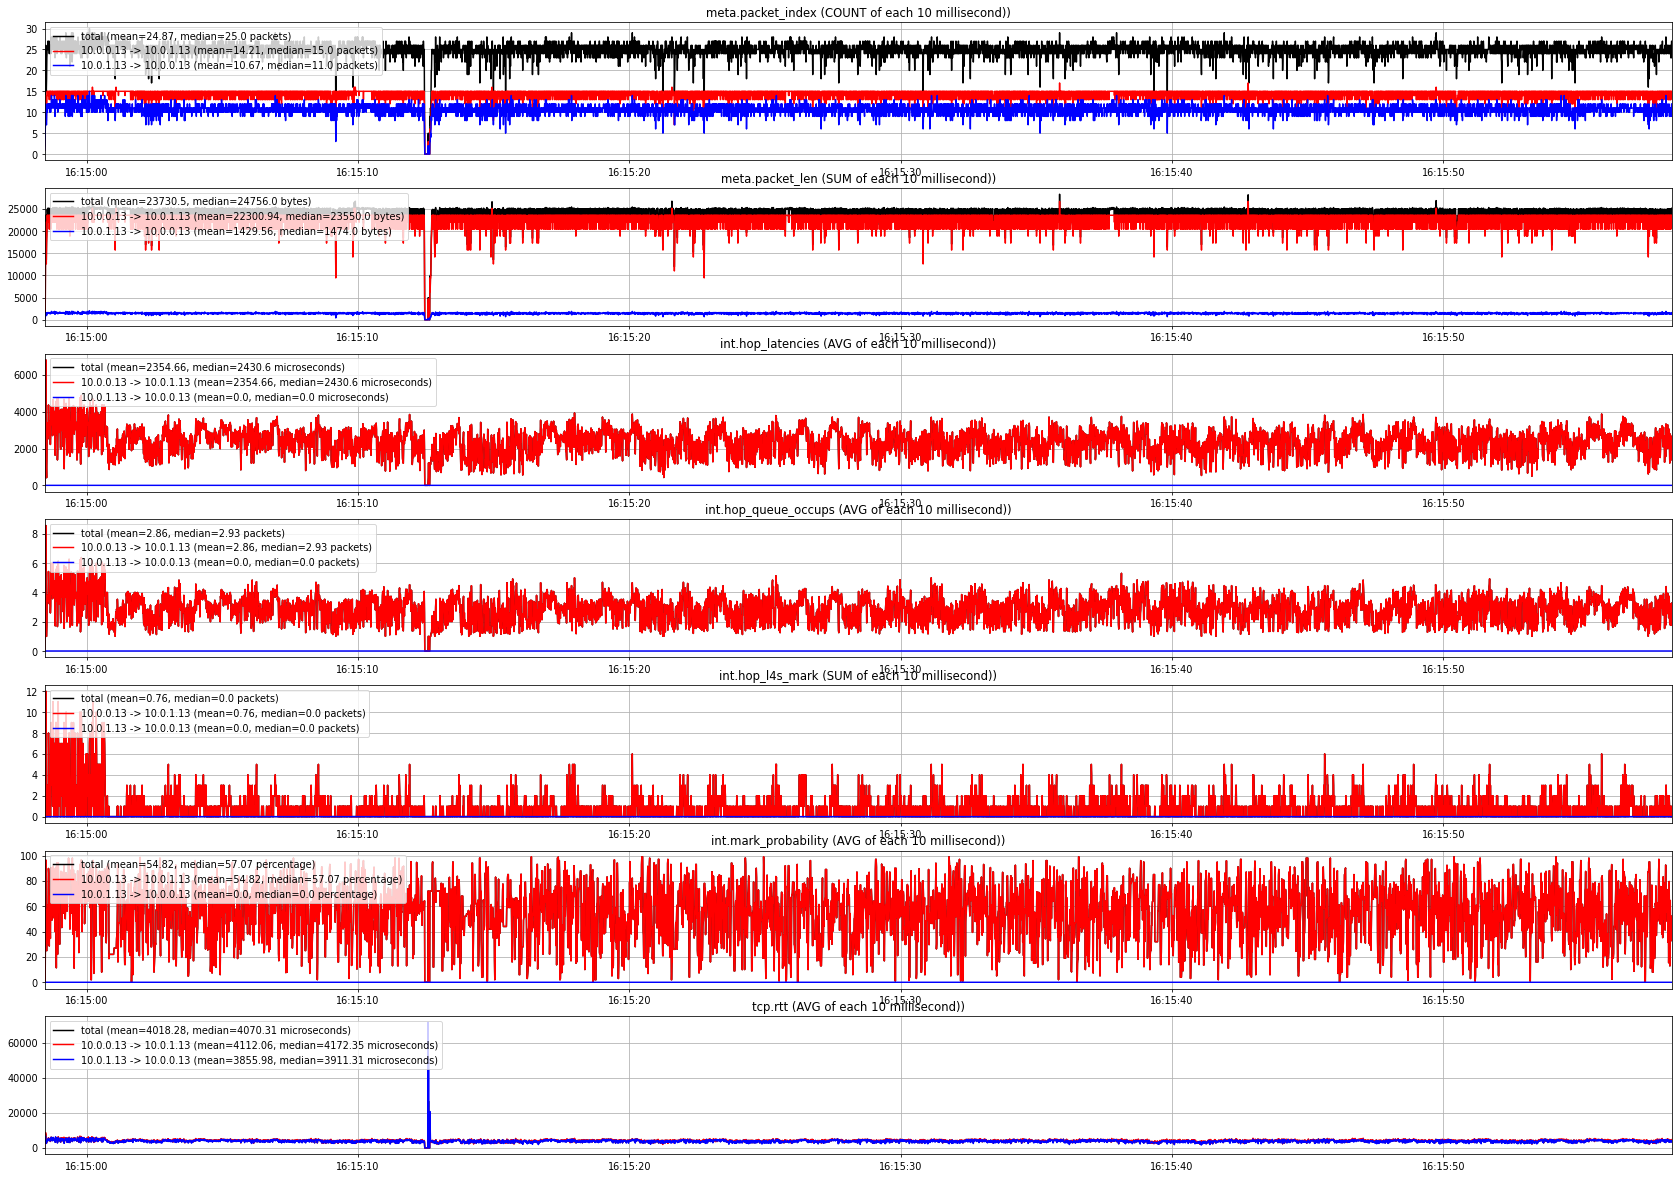 meta.packet_index (COUNT of each 10 millisecond))
30
25
20
15
10
5
0
total (mean=24.87, median=25.0 packets)
10.0.0.13 -> 10.0.1.13 (mean=14.21, median=15.0 packets)
10.0.1.13 -> 10.0.0.13 (mean=10.67, median=11.0 packets)
16:15:00 16:15:10 16:15:20 16:15:30 16:15:40 16:15:50
meta.packet_len (SUM of each 10 millisecond))
25000
20000
15000
10000
5000
0
total (mean=23730.5, median=24756.0 bytes)
10.0.0.13 -> 10.0.1.13 (mean=22300.94, median=23550.0 bytes)
10.0.1.13 -> 10.0.0.13 (mean=1429.56, median=1474.0 bytes)
16:15:00 16:15:10 16:15:20 16:15:30 16:15:40 16:15:50
int.hop_latencies (AVG of each 10 millisecond))
6000
4000
2000
0
total (mean=2354.66, median=2430.6 microseconds)
10.0.0.13 -> 10.0.1.13 (mean=2354.66, median=2430.6 microseconds)
10.0.1.13 -> 10.0.0.13 (mean=0.0, median=0.0 microseconds)
16:15:00 16:15:10 16:15:20 16:15:30 16:15:40 16:15:50
int.hop_queue_occups (AVG of each 10 millisecond))
8
6
4
2
0
total (mean=2.86, median=2.93 packets)
10.0.0.13 -> 10.0.1.13 (mean=2.86, median=2.93 packets)
10.0.1.13 -> 10.0.0.13 (mean=0.0, median=0.0 packets)
16:15:00 16:15:10 16:15:20 16:15:30 16:15:40 16:15:50
int.hop_l4s_mark (SUM of each 10 millisecond))
12
10
8
6
4
2
0
total (mean=0.76, median=0.0 packets)
10.0.0.13 -> 10.0.1.13 (mean=0.76, median=0.0 packets)
10.0.1.13 -> 10.0.0.13 (mean=0.0, median=0.0 packets)
16:15:00 16:15:10 16:15:20 16:15:30 16:15:40 16:15:50
int.mark_probability (AVG of each 10 millisecond))
100
80
60
40
20
0
total (mean=54.82, median=57.07 percentage)
10.0.0.13 -> 10.0.1.13 (mean=54.82, median=57.07 percentage)
10.0.1.13 -> 10.0.0.13 (mean=0.0, median=0.0 percentage)
16:15:00 16:15:10 16:15:20 16:15:30 16:15:40 16:15:50
tcp.rtt (AVG of each 10 millisecond))
60000
40000
20000
0
total (mean=4018.28, median=4070.31 microseconds)
10.0.0.13 -> 10.0.1.13 (mean=4112.06, median=4172.35 microseconds)
10.0.1.13 -> 10.0.0.13 (mean=3855.98, median=3911.31 microseconds)
16:15:00 16:15:10 16:15:20 16:15:30 16:15:40 16:15:50